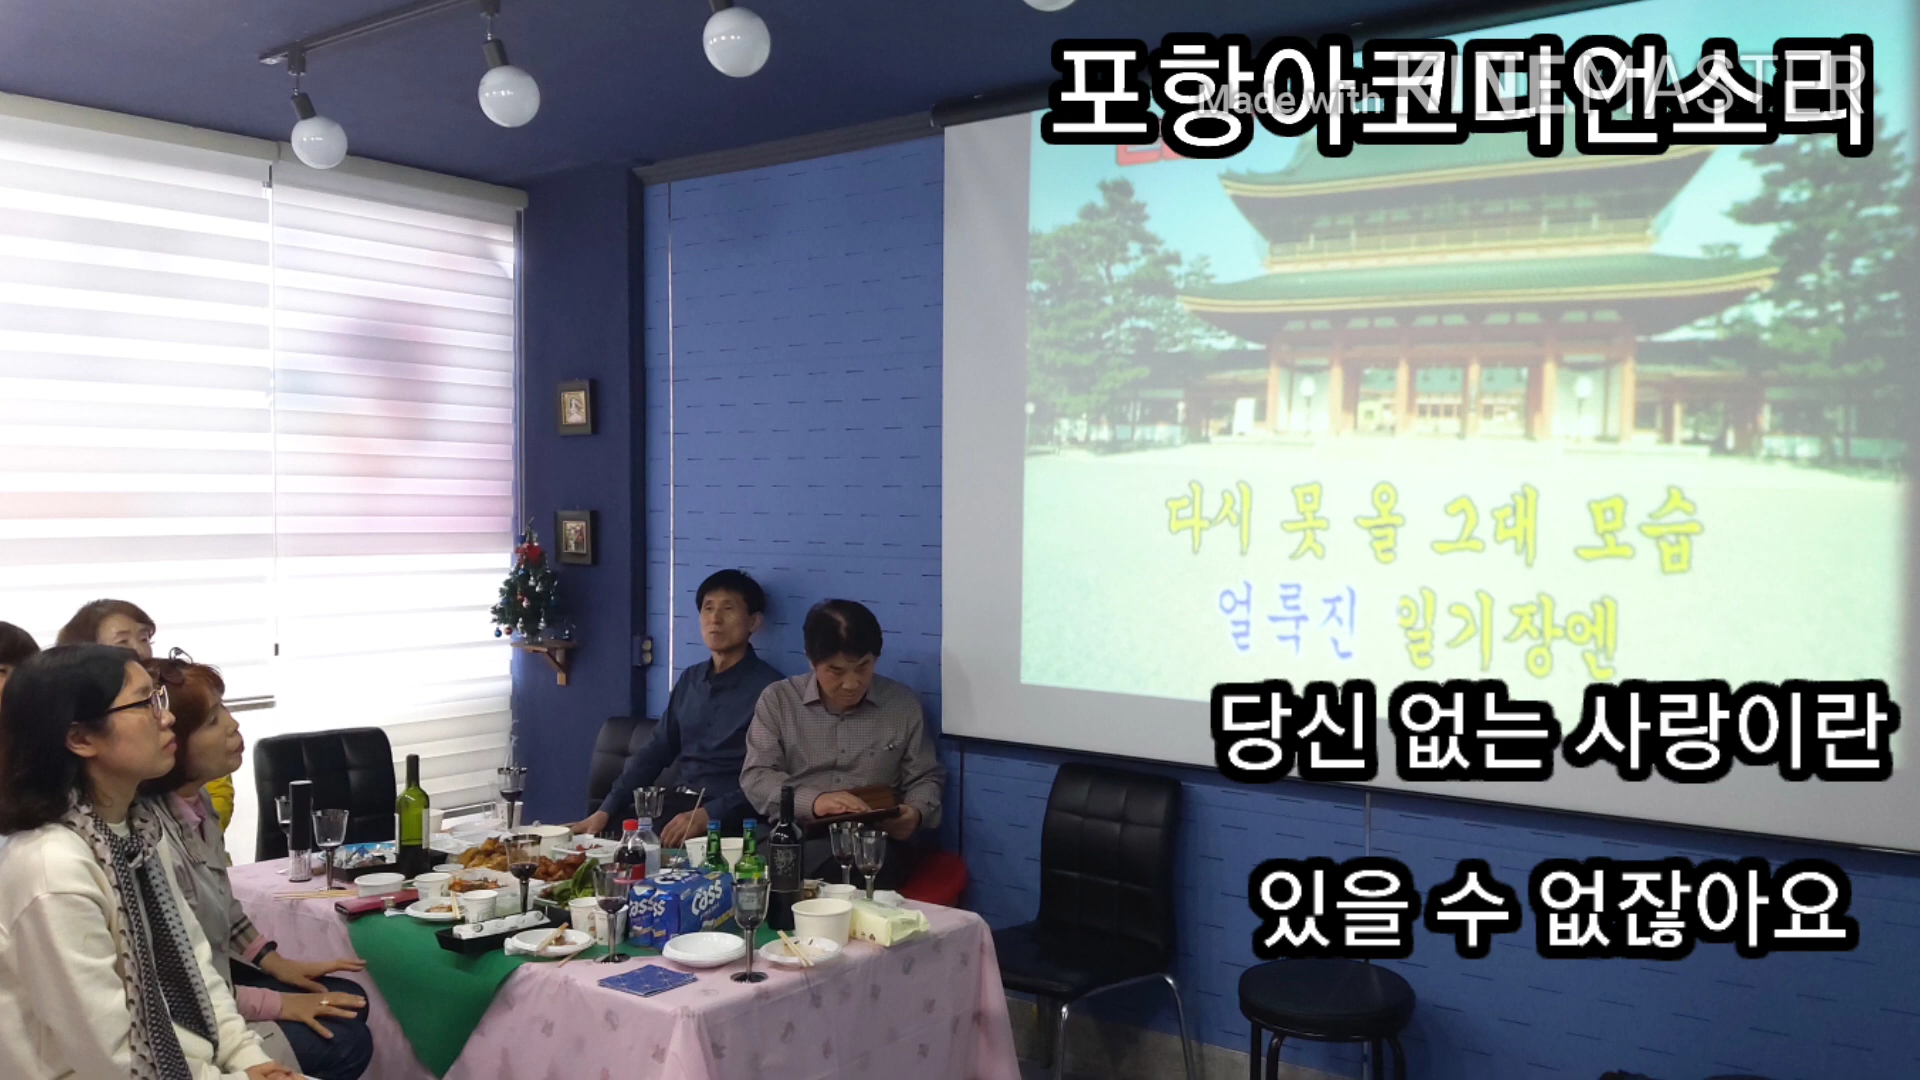 포항아코디언소리
Made with KINEMASTER
다시 못 올 그대 모습
얼룩진 일기장엔
당신 없는 사랑이란
있을 수 없잖아요
Cass
Cass